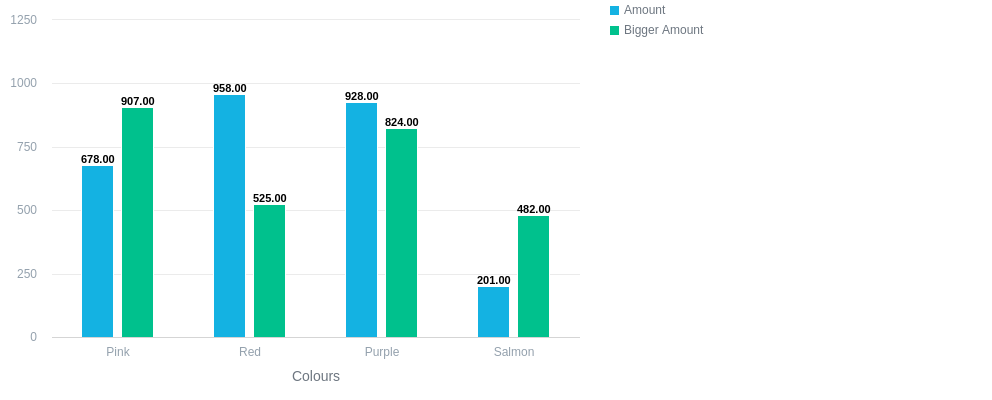 1250
1000
750
500
250
0
678.00
907.00
958.00
525.00
928.00
824.00
201.00
482.00
Pink
Red
Purple
Salmon
Colours
Amount
Bigger Amount